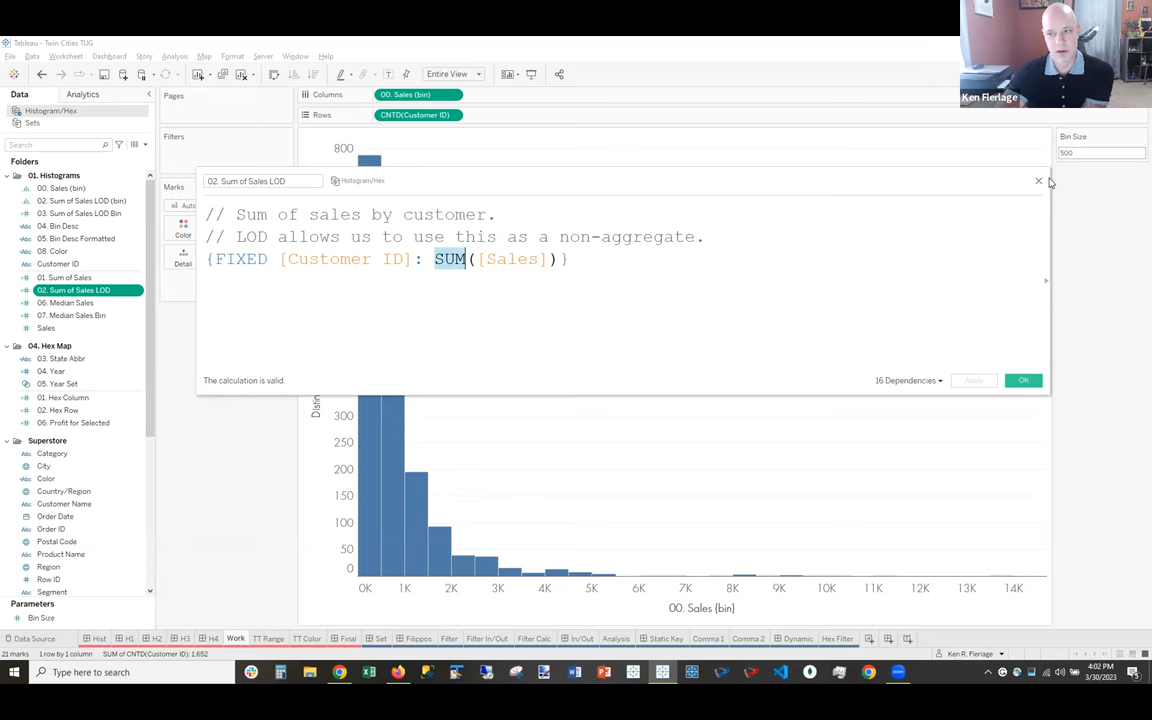 Tableau - Twin Cities TUG
File Data Worksheet Dashboard Story Analysis Map Format Server Window Help
Entire View
Ken Flerlage
Data Analytics
Pages
Columns 00. Sales (bin)
Rows CNTD(Customer ID)
Histogram/Hex
Sets
Search
Filters
Bin Size
500
Folders
01. Histograms
00. Sales (bin)
02. Sum of Sales LOD (bin)
03. Sum of Sales LOD Bin
04. Bin Desc
05. Bin Desc Formatted
08. Color
Customer ID
01. Sum of Sales
02. Sum of Sales LOD
06. Median Sales
07. Median Sales Bin
Sales
04. Hex Map
03. State Abbr
04. Year
05. Year Set
01. Hex Column
02. Hex Row
06. Profit for Selected
Superstore
Category
City
Color
Country/Region
Customer Name
Order Date
Order ID
Postal Code
Product Name
Region
Row ID
Segment
Parameters
Bin Size
Marks
Auto
Color
Detail
800
02. Sum of Sales LOD Histogram/Hex
// Sum of sales by customer.
// LOD allows us to use this as a non-aggregate.
{FIXED [Customer ID]: SUM([Sales])}
The calculation is valid.
16 Dependencies Apply OK
Distin
300
250
200
150
100
50
0
0K 1K 2K 3K 4K 5K 6K 7K 8K 9K 10K 11K 12K 13K 14K
00. Sales (bin)
Data Source Hist H1 H2 H3 H4 Work TT Range TT Color Final Set Filippos Filter Filter In/Out Filter Calc In/Out Analysis Static Key Comma 1 Comma 2 Dynamic Hex Filter
21 marks 1 row by 1 column SUM of CNTD(Customer ID): 1,652
Ken R. Flerlage
Type here to search
4:02 PM
3/30/2023